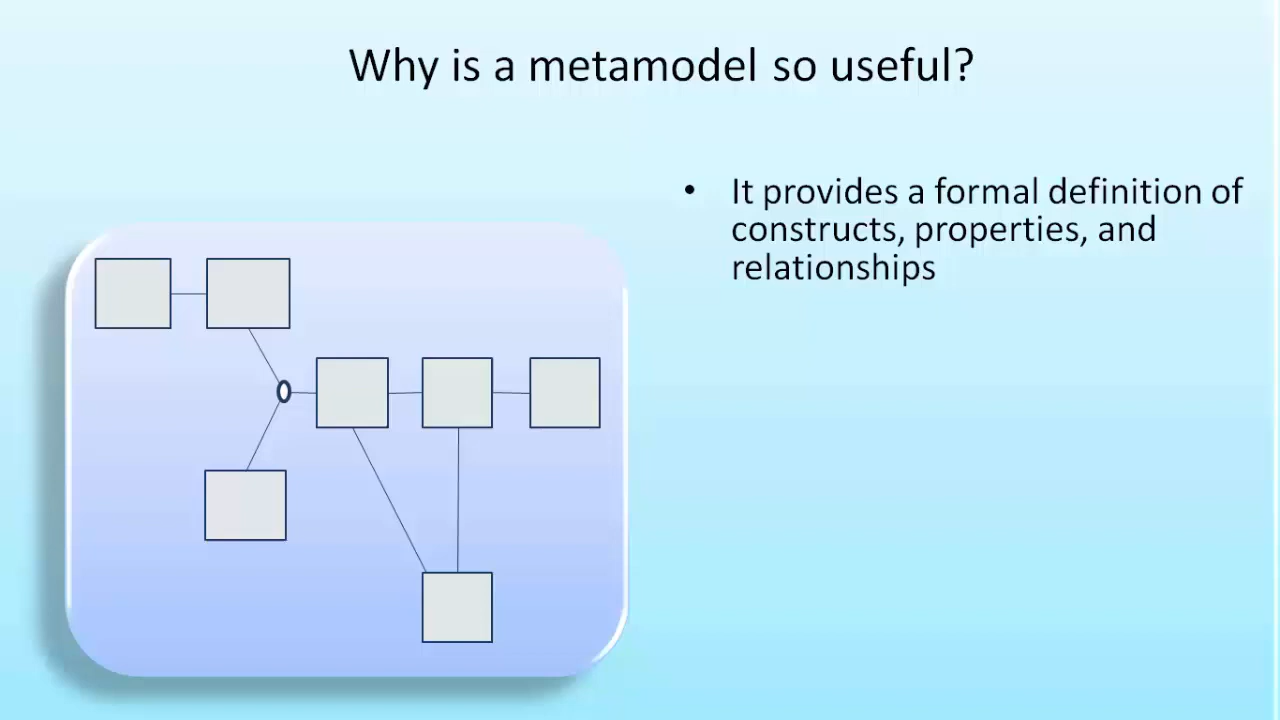 Why is a metamodel so useful?
• It provides a formal definition of
constructs, properties, and
relationships